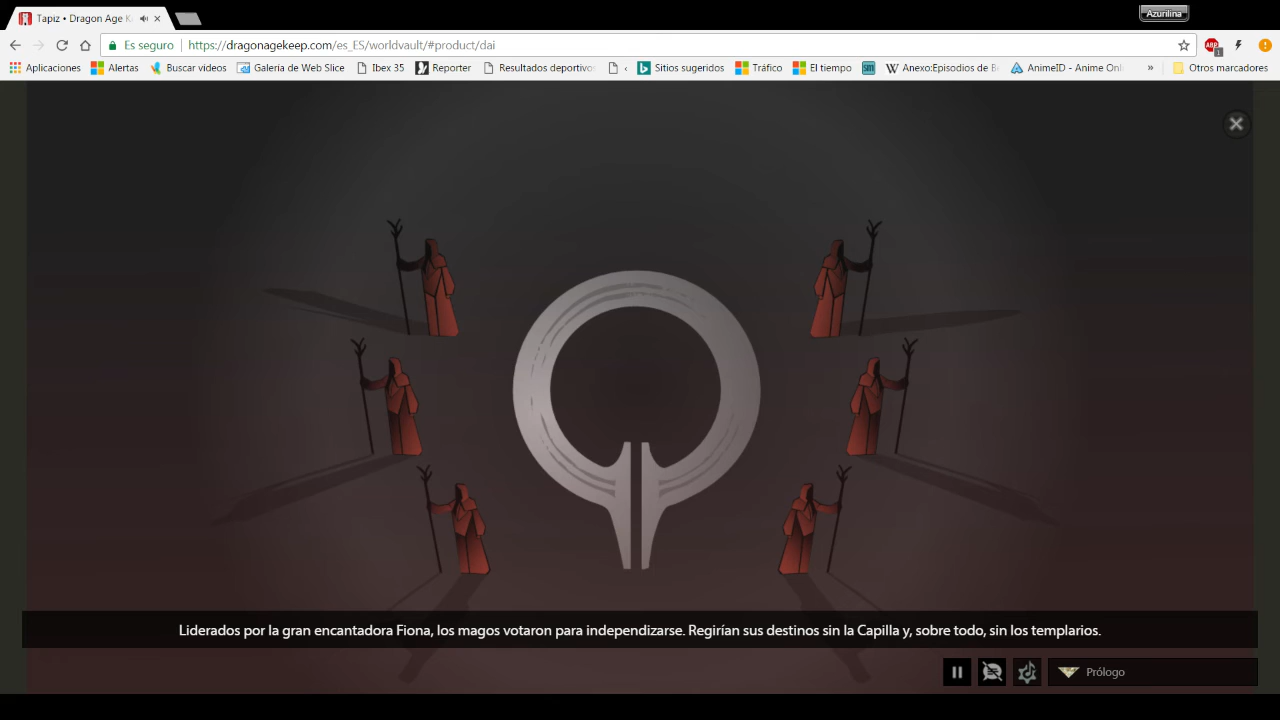 Azurilina
Tapiz • Dragon Age K
Es seguro https://dragonagekeep.com/es_ES/worldvault/#product/dai
ABP 1
Aplicaciones Alertas Buscar videos Galería de Web Slice Ibex 35 Reporter Resultados deportivo Sitios sugeridos Tráfico El tiempo Anexo:Episodios de B AnimeID - Anime Onl » Otros marcadores
Liderados por la gran encantadora Fiona, los magos votaron para independizarse. Regirían sus destinos sin la Capilla y, sobre todo, sin los templarios.
Prólogo